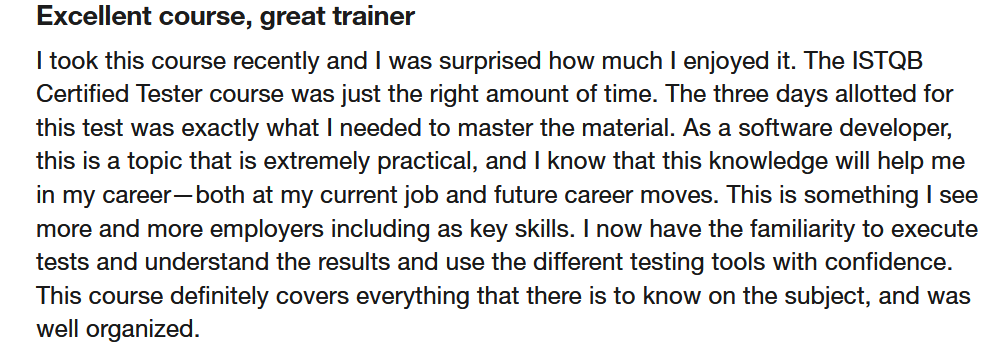 Excellent course, great trainer
I took this course recently and I was surprised how much I enjoyed it. The ISTQB
Certified Tester course was just the right amount of time. The three days allotted for
this test was exactly what I needed to master the material. As a software developer,
this is a topic that is extremely practical, and I know that this knowledge will help me
in my career—both at my current job and future career moves. This is something I see
more and more employers including as key skills. I now have the familiarity to execute
tests and understand the results and use the different testing tools with confidence.
This course definitely covers everything that there is to know on the subject, and was
well organized.